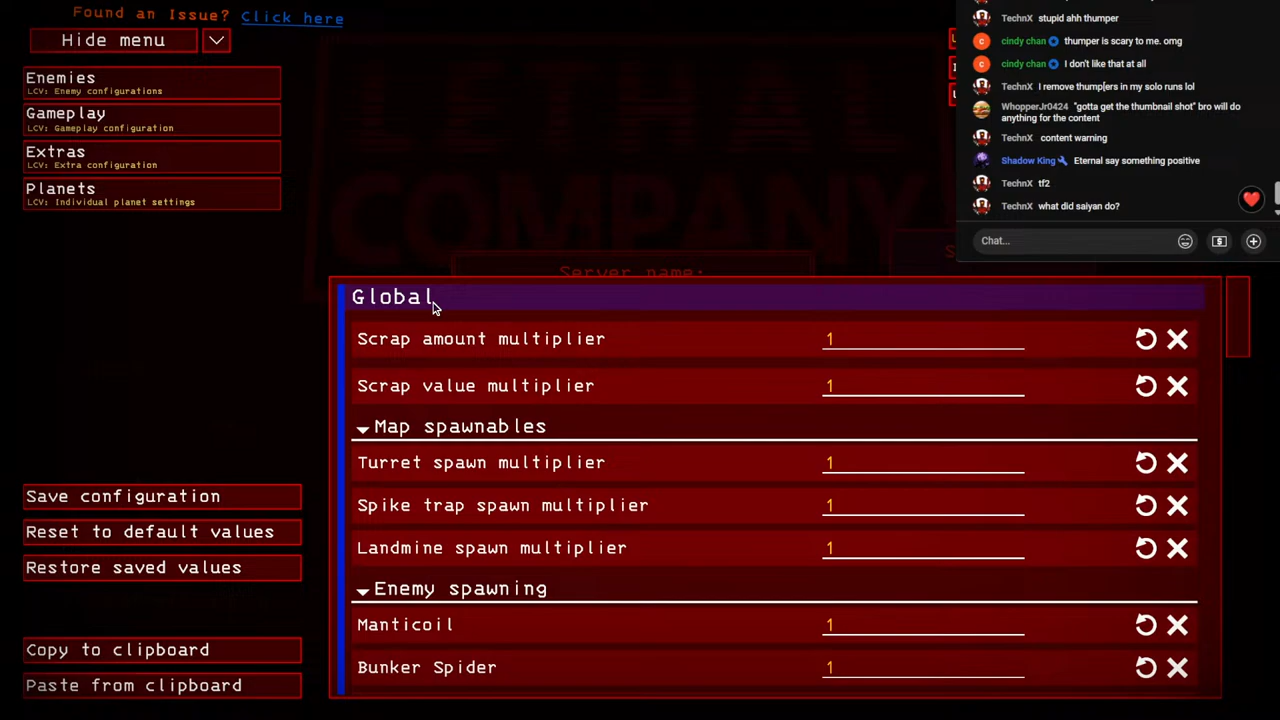 Found an Issue? Click here
Hide menu
Enemies
LCV: Enemy configurations
Gameplay
LCV: Gameplay configuration
Extras
LCV: Extra configuration
Planets
LCV: Individual planet settings
Save configuration
Reset to default values
Restore saved values
Copy to clipboard
Paste from clipboard
LETHAL
COMPANY
Server name:
Global
Scrap amount multiplier 1
Scrap value multiplier 1
Map spawnables
Turret spawn multiplier 1
Spike trap spawn multiplier 1
Landmine spawn multiplier 1
Enemy spawning
Manticoil 1
Bunker Spider 1
TechnX stupid ahh thumper
cindy chan thumper is scary to me. omg
cindy chan I don't like that at all
TechnX I remove thump[ers in my solo runs lol
WhopperJr0424 "gotta get the thumbnail shot" bro will do
anything for the content
TechnX content warning
Shadow King Eternal say something positive
TechnX tf2
TechnX what did saiyan do?
Chat...